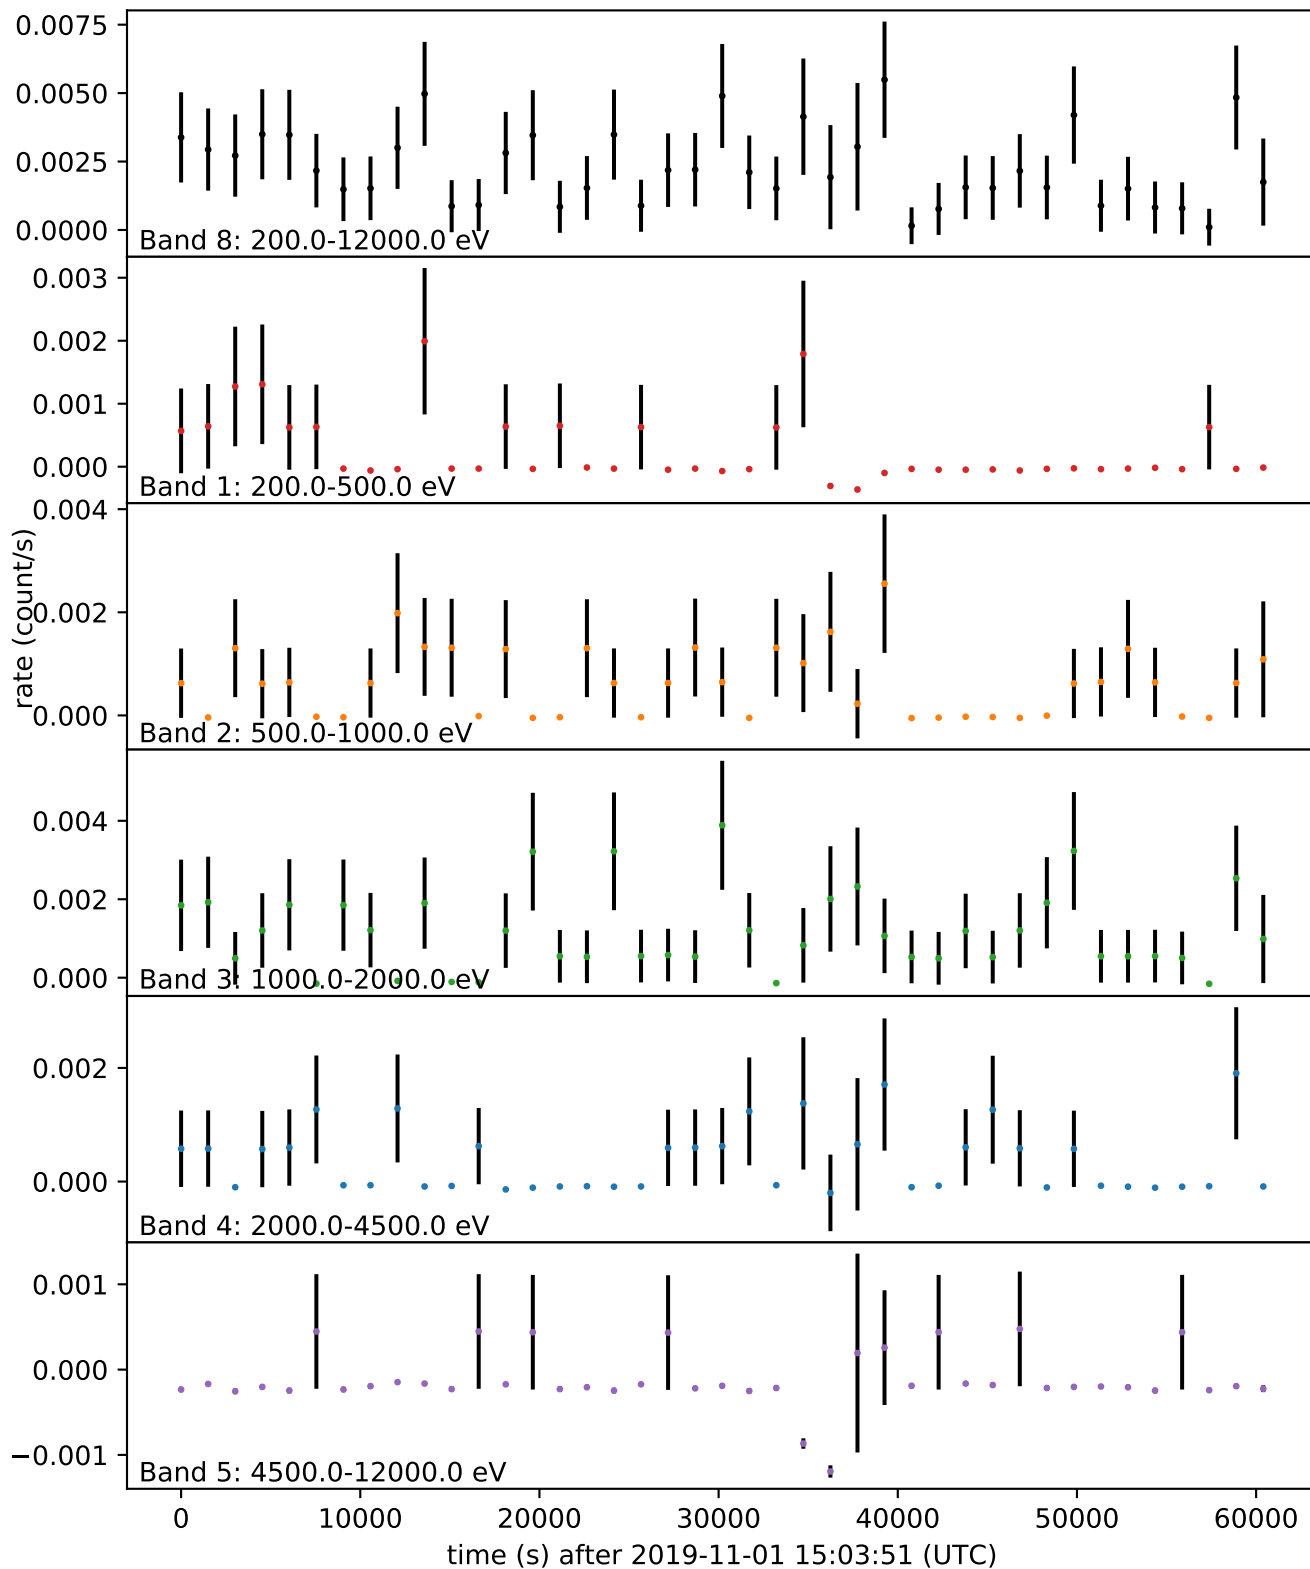 0.0075
0.0050
0.0025
0.0000
Band 8: 200.0-12000.0 eV
0.003
0.002
0.001
0.000
Band 1: 200.0-500.0 eV
rate (count/s)
0.004
0.002
0.000
Band 2: 500.0-1000.0 eV
0.004
0.002
0.000
Band 3: 1000.0-2000.0 eV
0.002
0.000
Band 4: 2000.0-4500.0 eV
0.001
0.000
−0.001
Band 5: 4500.0-12000.0 eV
0 10000 20000 30000 40000 50000 60000
time (s) after 2019-11-01 15:03:51 (UTC)